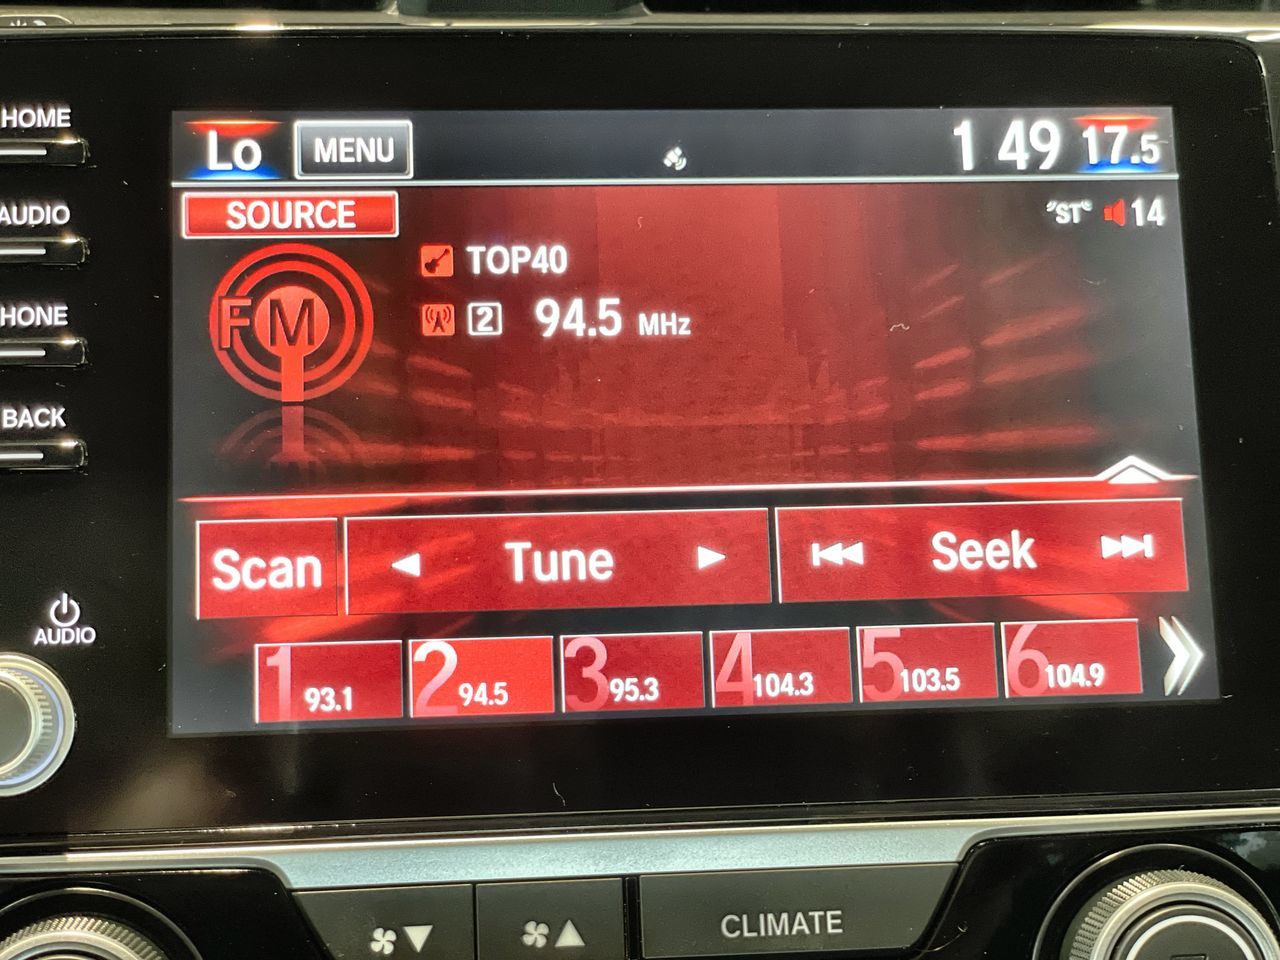 HOME
AUDIO
HONE
BACK
AUDIO
Lo MENU 1 49 17.5
SOURCE "ST" 14
FM
TOP40
2 94.5 MHz
Scan Tune Seek
1 93.1 2 94.5 3 95.3 4 104.3 5 103.5 6 104.9
CLIMATE